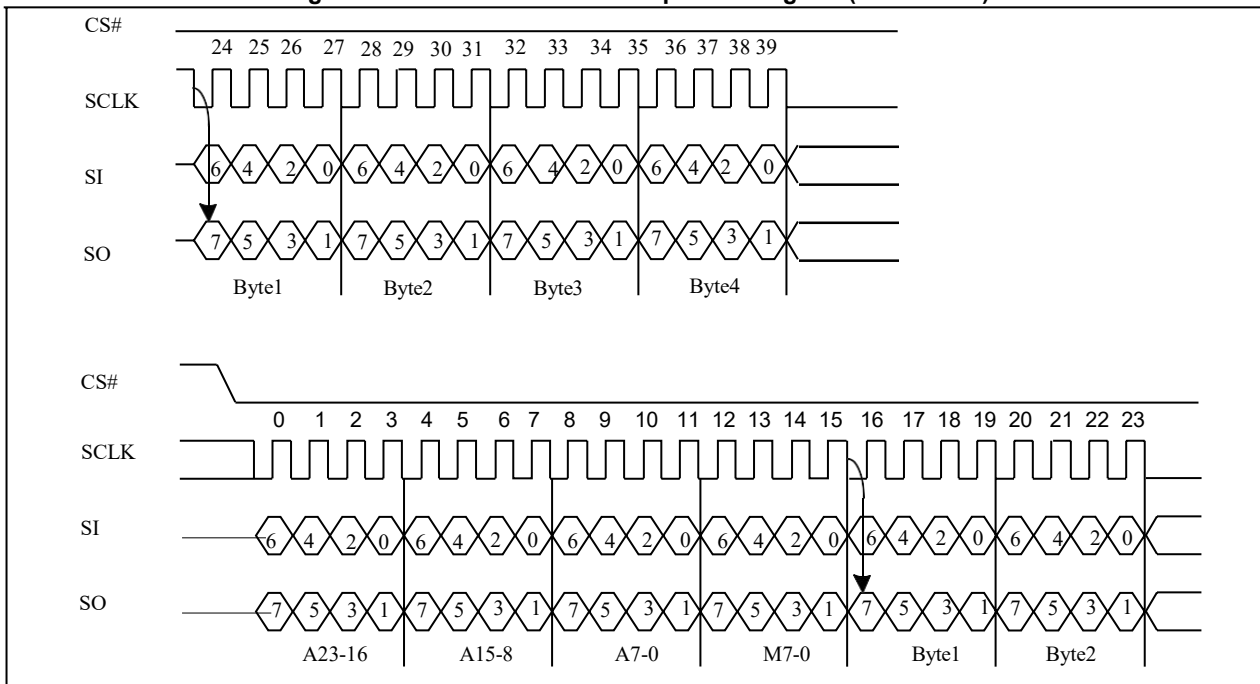 CS#
24 25 26 27 28 29 30 31 32 33 34 35 36 37 38 39
SCLK
SI
6 4 2 0 6 4 2 0 6 4 2 0 6 4 2 0
SO
7 5 3 1 7 5 3 1 7 5 3 1 7 5 3 1
Byte1 Byte2 Byte3 Byte4
CS#
0 1 2 3 4 5 6 7 8 9 10 11 12 13 14 15 16 17 18 19 20 21 22 23
SCLK
SI
6 4 2 0 6 4 2 0 6 4 2 0 6 4 2 0 6 4 2 0 6 4 2 0
SO
7 5 3 1 7 5 3 1 7 5 3 1 7 5 3 1 7 5 3 1 7 5 3 1
A23-16 A15-8 A7-0 M7-0 Byte1 Byte2